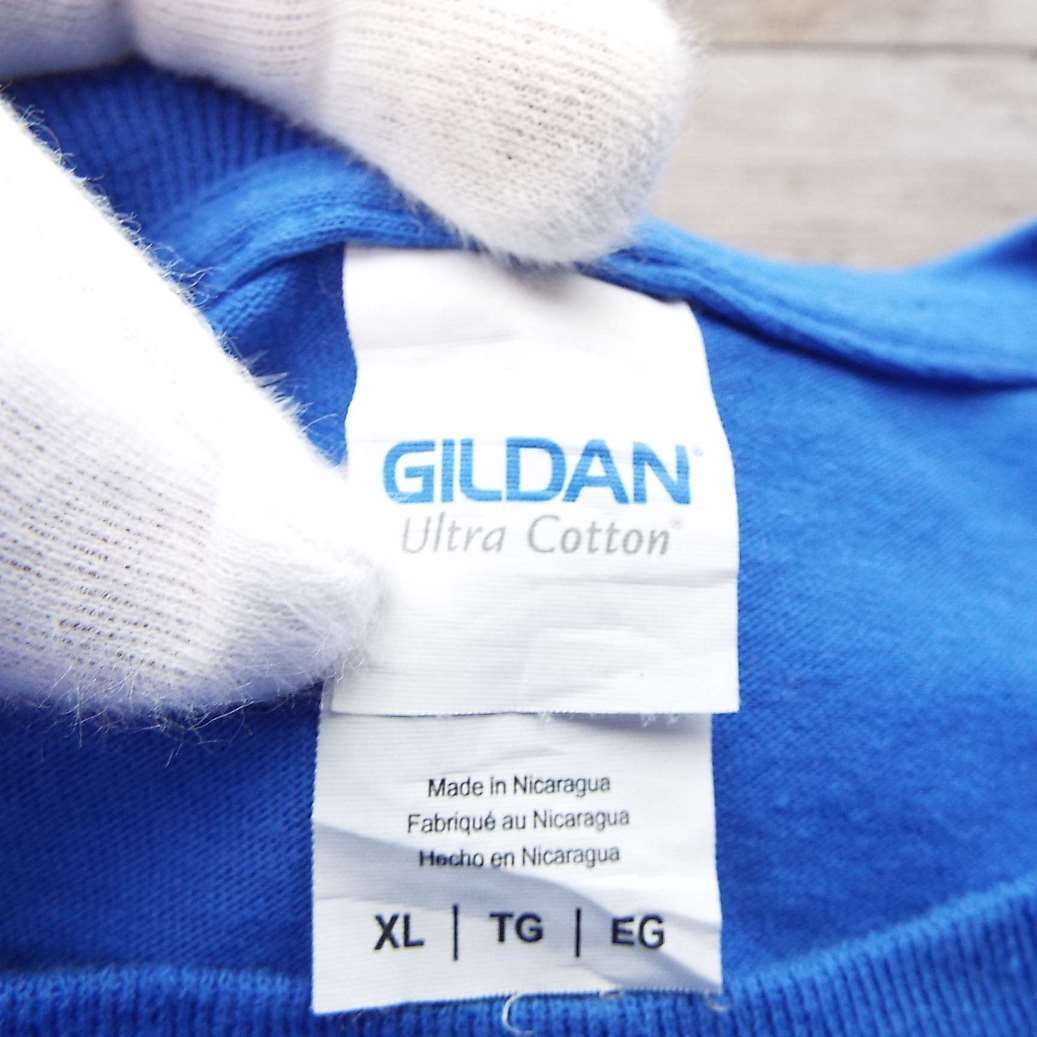 GILDAN®
Ultra Cotton®
Made in Nicaragua
Fabriqué au Nicaragua
Hecho en Nicaragua
XL | TG | EG